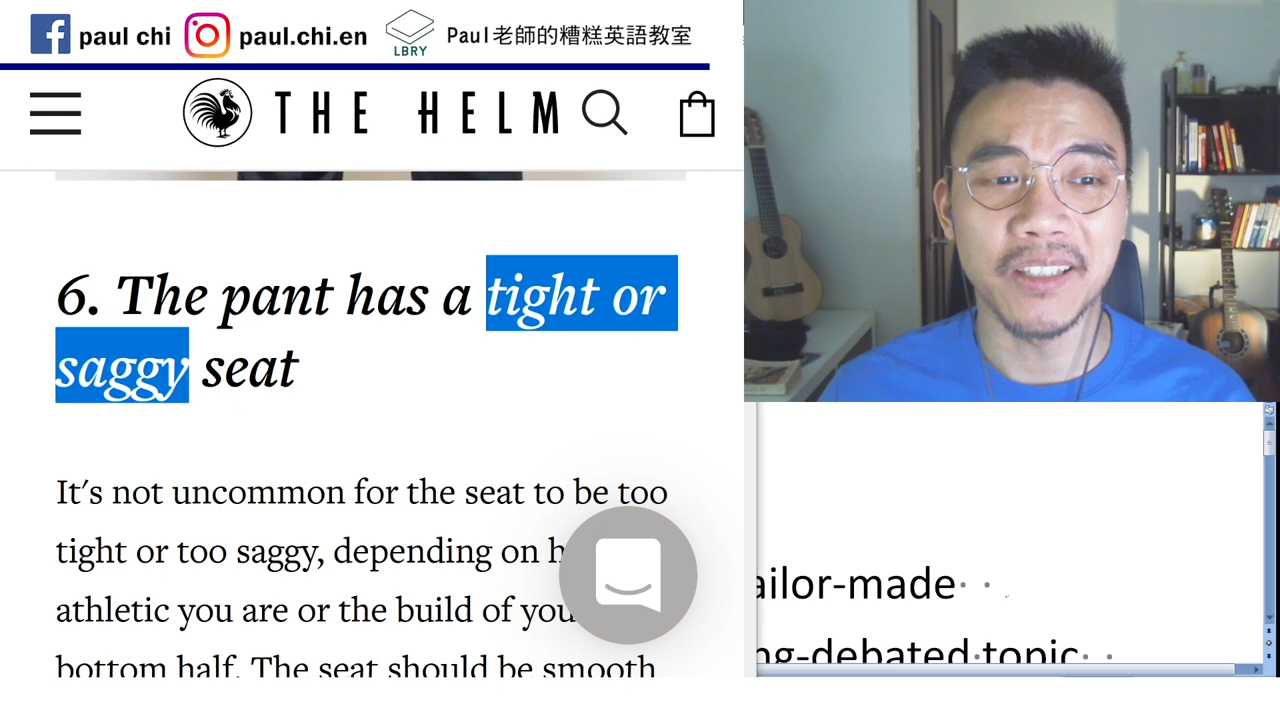 paul chi paul.chi.en LBRY Paul老師的糟糕英語教室
THE HELM
6. The pant has a tight or
saggy seat
It's not uncommon for the seat to be too
tight or too saggy, depending on h
athletic you are or the build of you
bottom half. The seat should be smooth
ailor-made
ng-debated topic